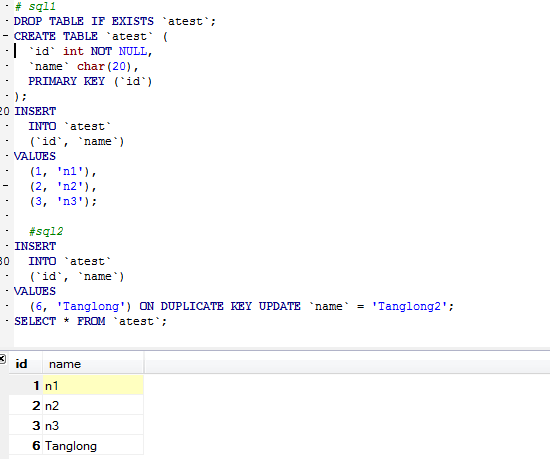 # sql1
DROP TABLE IF EXISTS `atest`;
CREATE TABLE `atest` (
`id` int NOT NULL,
`name` char(20),
PRIMARY KEY (`id`)
);
20 INSERT
INTO `atest`
(`id`, `name`)
VALUES
(1, 'n1'),
(2, 'n2'),
(3, 'n3');
#sql2
INSERT
30 INTO `atest`
(`id`, `name`)
VALUES
(6, 'Tanglong') ON DUPLICATE KEY UPDATE `name` = 'Tanglong2';
SELECT * FROM `atest`;
id name
1 n1
2 n2
3 n3
6 Tanglong